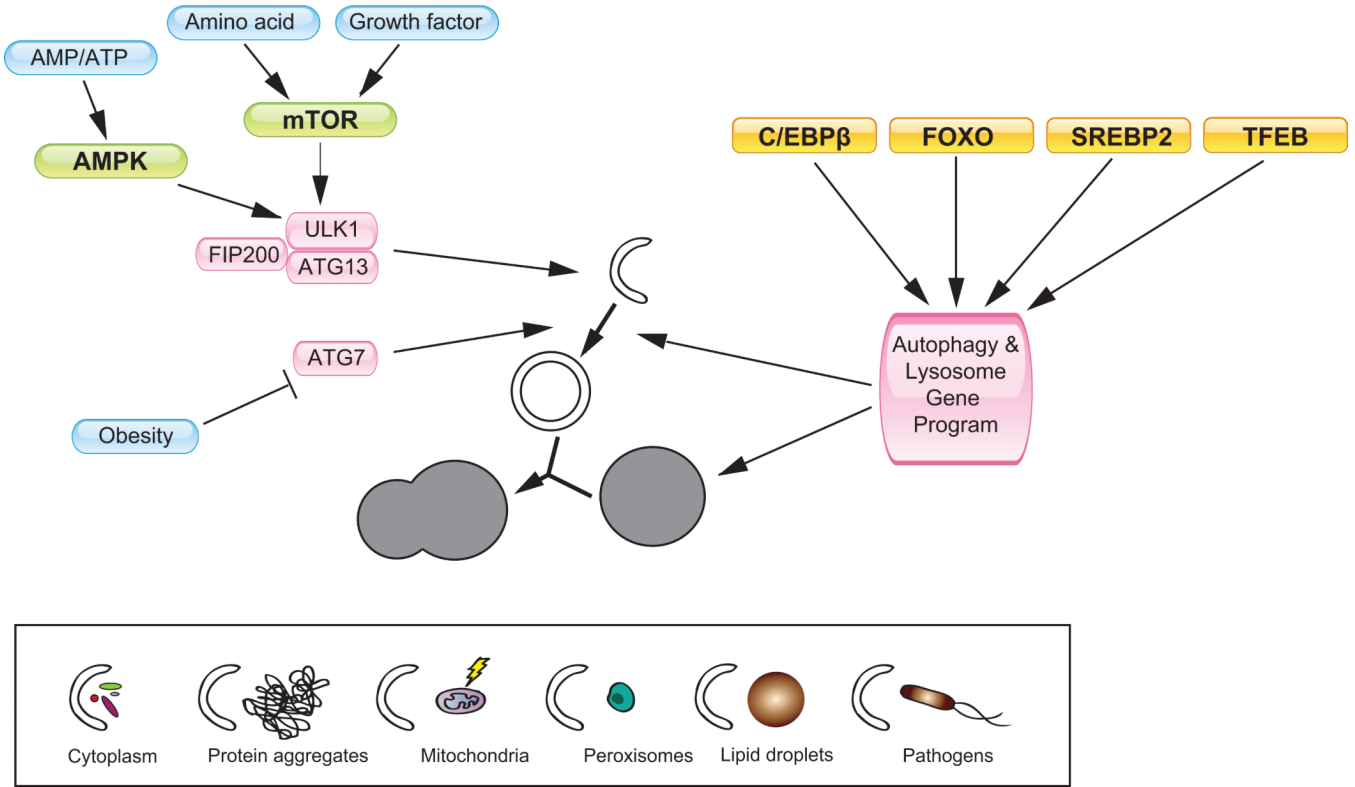 Amino acid
Growth factor
AMP/ATP
mTOR
AMPK
C/EBPβ
FOXO
SREBP2
TFEB
ULK1
FIP200
ATG13
ATG7
Obesity
Autophagy &
Lysosome
Gene
Program
Cytoplasm
Protein aggregates
Mitochondria
Peroxisomes
Lipid droplets
Pathogens